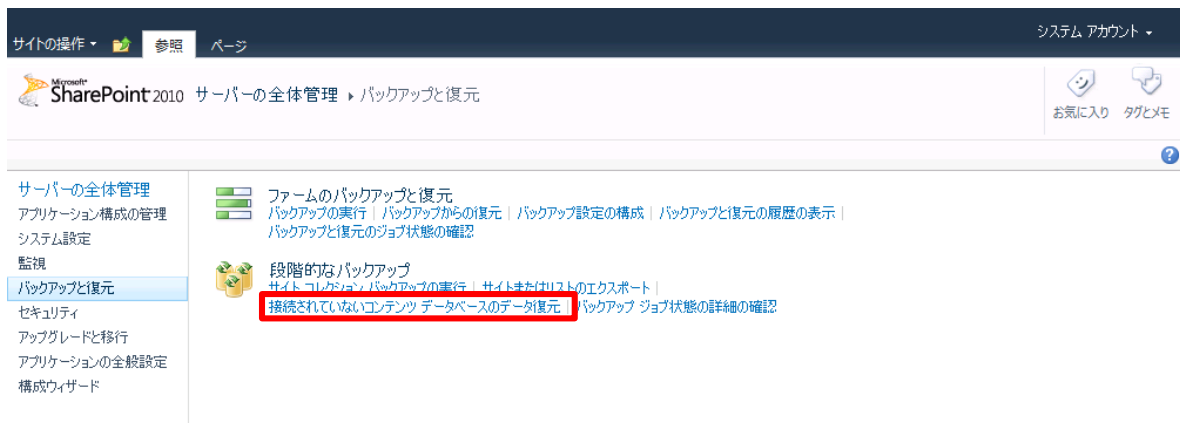 システム アカウント
サイトの操作 参照 ページ
Microsoft
SharePoint 2010 サーバーの全体管理 ▸ バックアップと復元
お気に入り タグとメモ
サーバーの全体管理
アプリケーション構成の管理
システム設定
監視
バックアップと復元
セキュリティ
アップグレードと移行
アプリケーションの全般設定
構成ウィザード
ファームのバックアップと復元
バックアップの実行 | バックアップからの復元 | バックアップ設定の構成 | バックアップと復元の履歴の表示 |
バックアップと復元のジョブ状態の確認
段階的なバックアップ
サイト コレクション バックアップの実行 | サイトまたはリストのエクスポート |
接続されていないコンテンツ データベースのデータ復元 | バックアップ ジョブ状態の詳細の確認